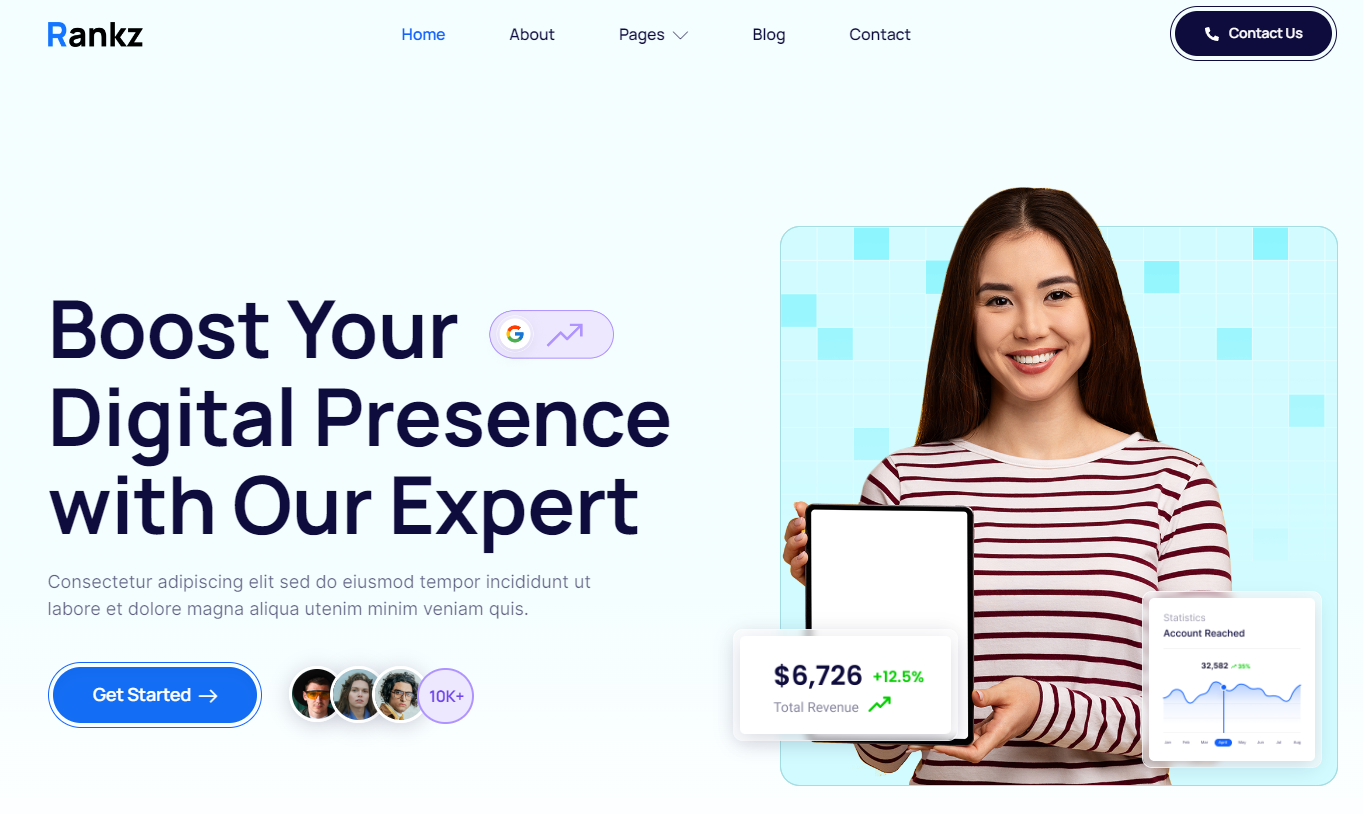 Rankz
Home
About
Pages
Blog
Contact
Contact Us
Boost Your
Digital Presence
with Our Expert
Consectetur adipiscing elit sed do eiusmod tempor incididunt ut
labore et dolore magna aliqua utenim minim veniam quis.
Get Started
10K+
$6,726 +12.5%
Total Revenue
Statistics
Account Reached
32,582
Feb Mar April May Jun Jul Aug